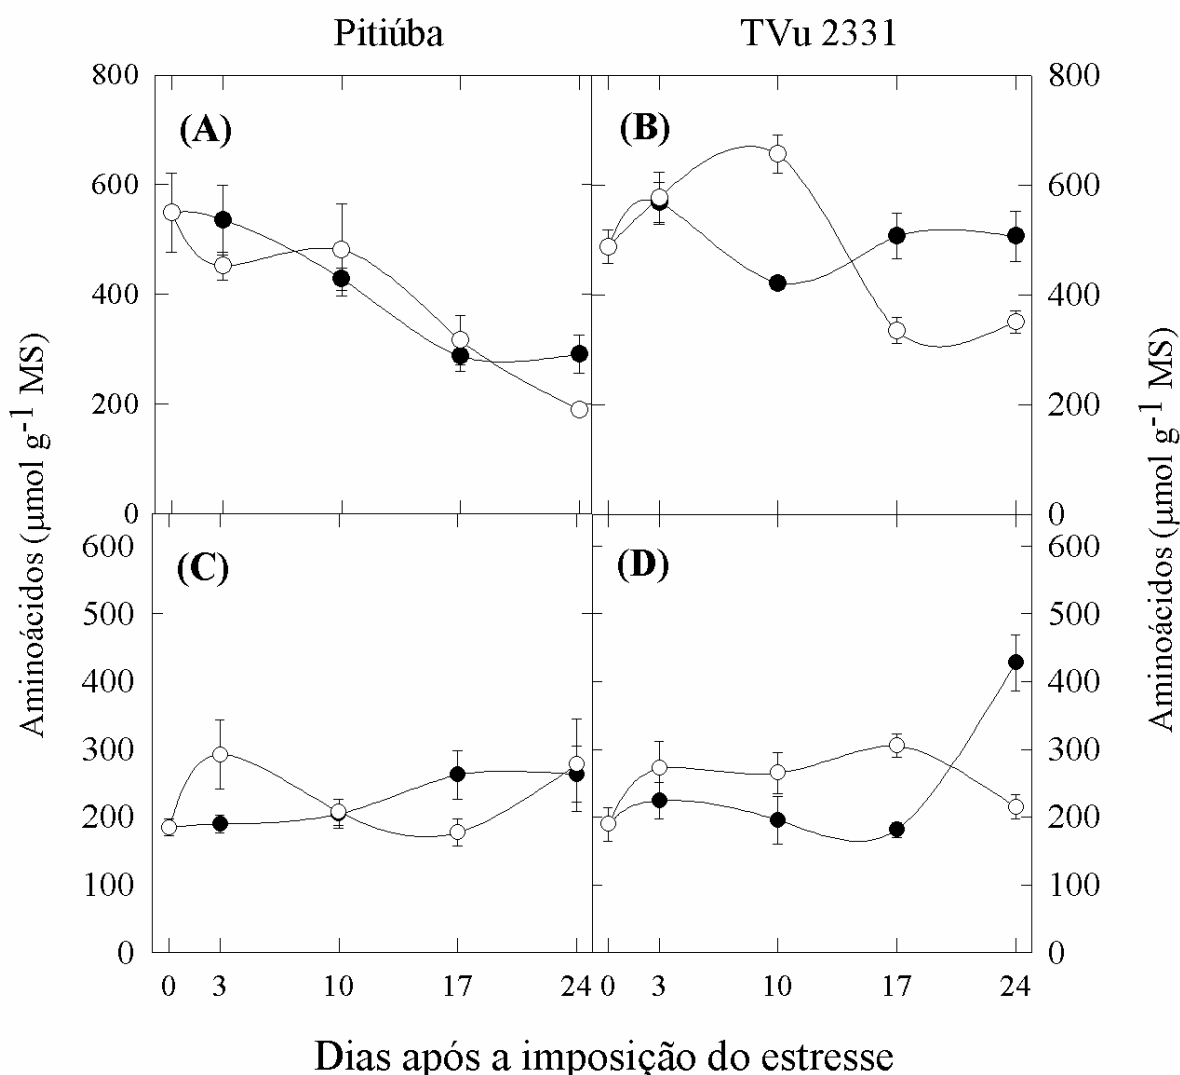 Pitiúba
TVu 2331
800
600
400
200
0
(A)
(B)
800
600
400
200
0
Aminoácidos (µmol g-1 MS)
600
500
400
300
200
100
0
(C)
(D)
600
500
400
300
200
100
0
Aminoácidos (µmol g-1 MS)
0 3 10 17 24
0 3 10 17 24
Dias após a imposição do estresse